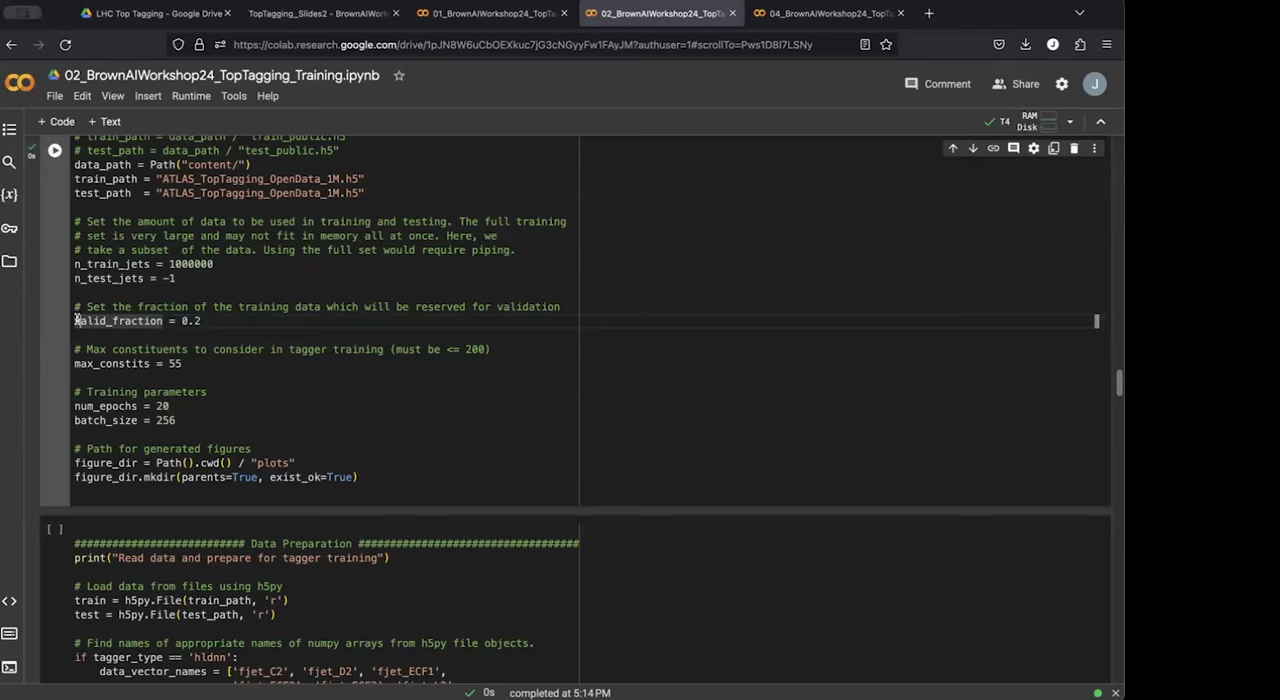 LHC Top Tagging - Google Drive
TopTagging_Slides2 - BrownAIWork
01_BrownAIWorkshop24_TopTa
02_BrownAIWorkshop24_TopTa
04_BrownAIWorkshop24_TopTa
https://colab.research.google.com/drive/1pJN8W6uCbOEXkuc7jG3cNGyyFw1FAyJM?authuser=1#scrollTo=Pws1D8I7LSNy
02_BrownAIWorkshop24_TopTagging_Training.ipynb
File Edit View Insert Runtime Tools Help
Comment Share J
+ Code + Text
T4 RAM Disk
# train_path = data_path / "train_public.h5"
# test_path = data_path / "test_public.h5"
data_path = Path("content/")
train_path = "ATLAS_TopTagging_OpenData_1M.h5"
test_path = "ATLAS_TopTagging_OpenData_1M.h5"
# Set the amount of data to be used in training and testing. The full training
# set is very large and may not fit in memory all at once. Here, we
# take a subset of the data. Using the full set would require piping.
n_train_jets = 1000000
n_test_jets = -1
# Set the fraction of the training data which will be reserved for validation
valid_fraction = 0.2
# Max constituents to consider in tagger training (must be <= 200)
max_constits = 55
# Training parameters
num_epochs = 20
batch_size = 256
# Path for generated figures
figure_dir = Path().cwd() / "plots"
figure_dir.mkdir(parents=True, exist_ok=True)
[ ]
########################### Data Preparation ###################################
print("Read data and prepare for tagger training")
# Load data from files using h5py
train = h5py.File(train_path, 'r')
test = h5py.File(test_path, 'r')
# Find names of appropriate names of numpy arrays from h5py file objects.
if tagger_type == 'hldnn':
data_vector_names = ['fjet_C2', 'fjet_D2', 'fjet_ECF1',
0s completed at 5:14 PM